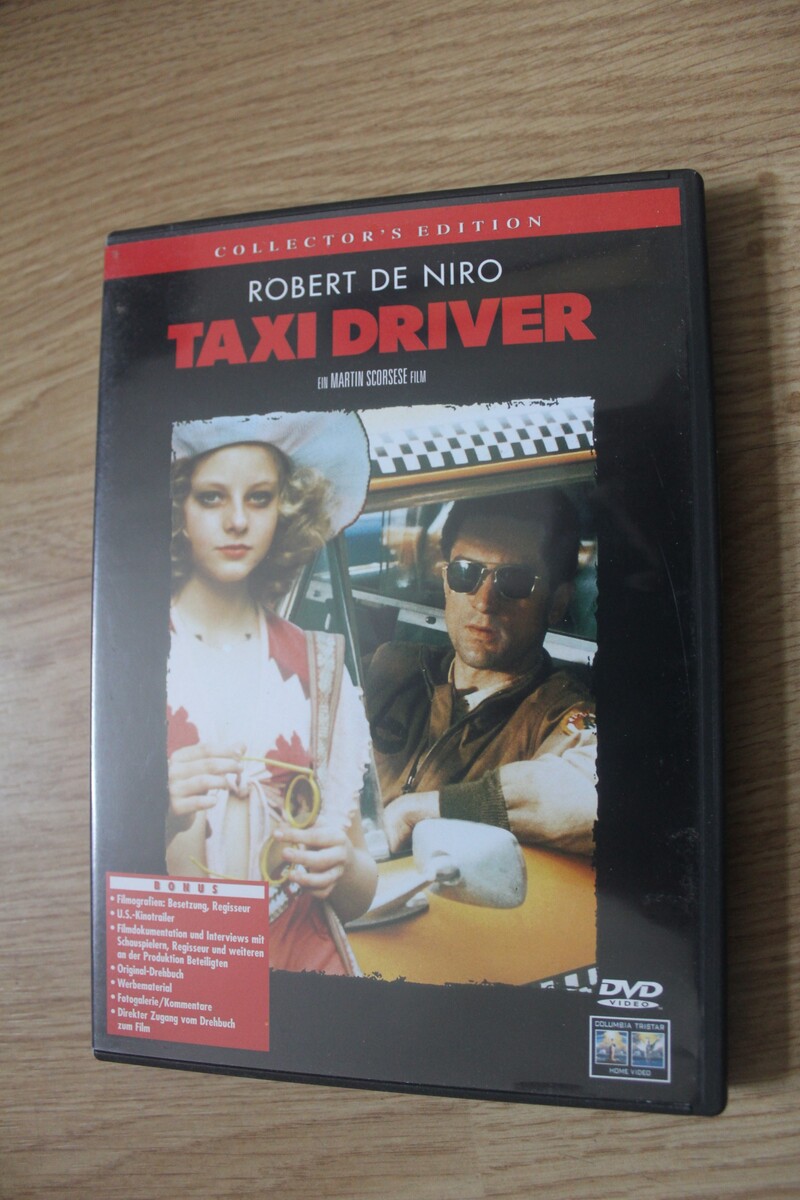 COLLECTOR'S EDITION
ROBERT DE NIRO
TAXI DRIVER
EIN MARTIN SCORSESE FILM
BONUS
• Filmografien: Besetzung, Regisseur
• U.S.-Kinotrailer
• Filmdokumentation und Interviews mit
Schauspielern, Regisseur und weiteren
an der Produktion Beteiligten
• Original-Drehbuch
• Werbematerial
• Fotogalerie/Kommentare
• Direkter Zugang vom Drehbuch
zum Film
DVD
VIDEO
COLUMBIA TRISTAR
HOME VIDEO